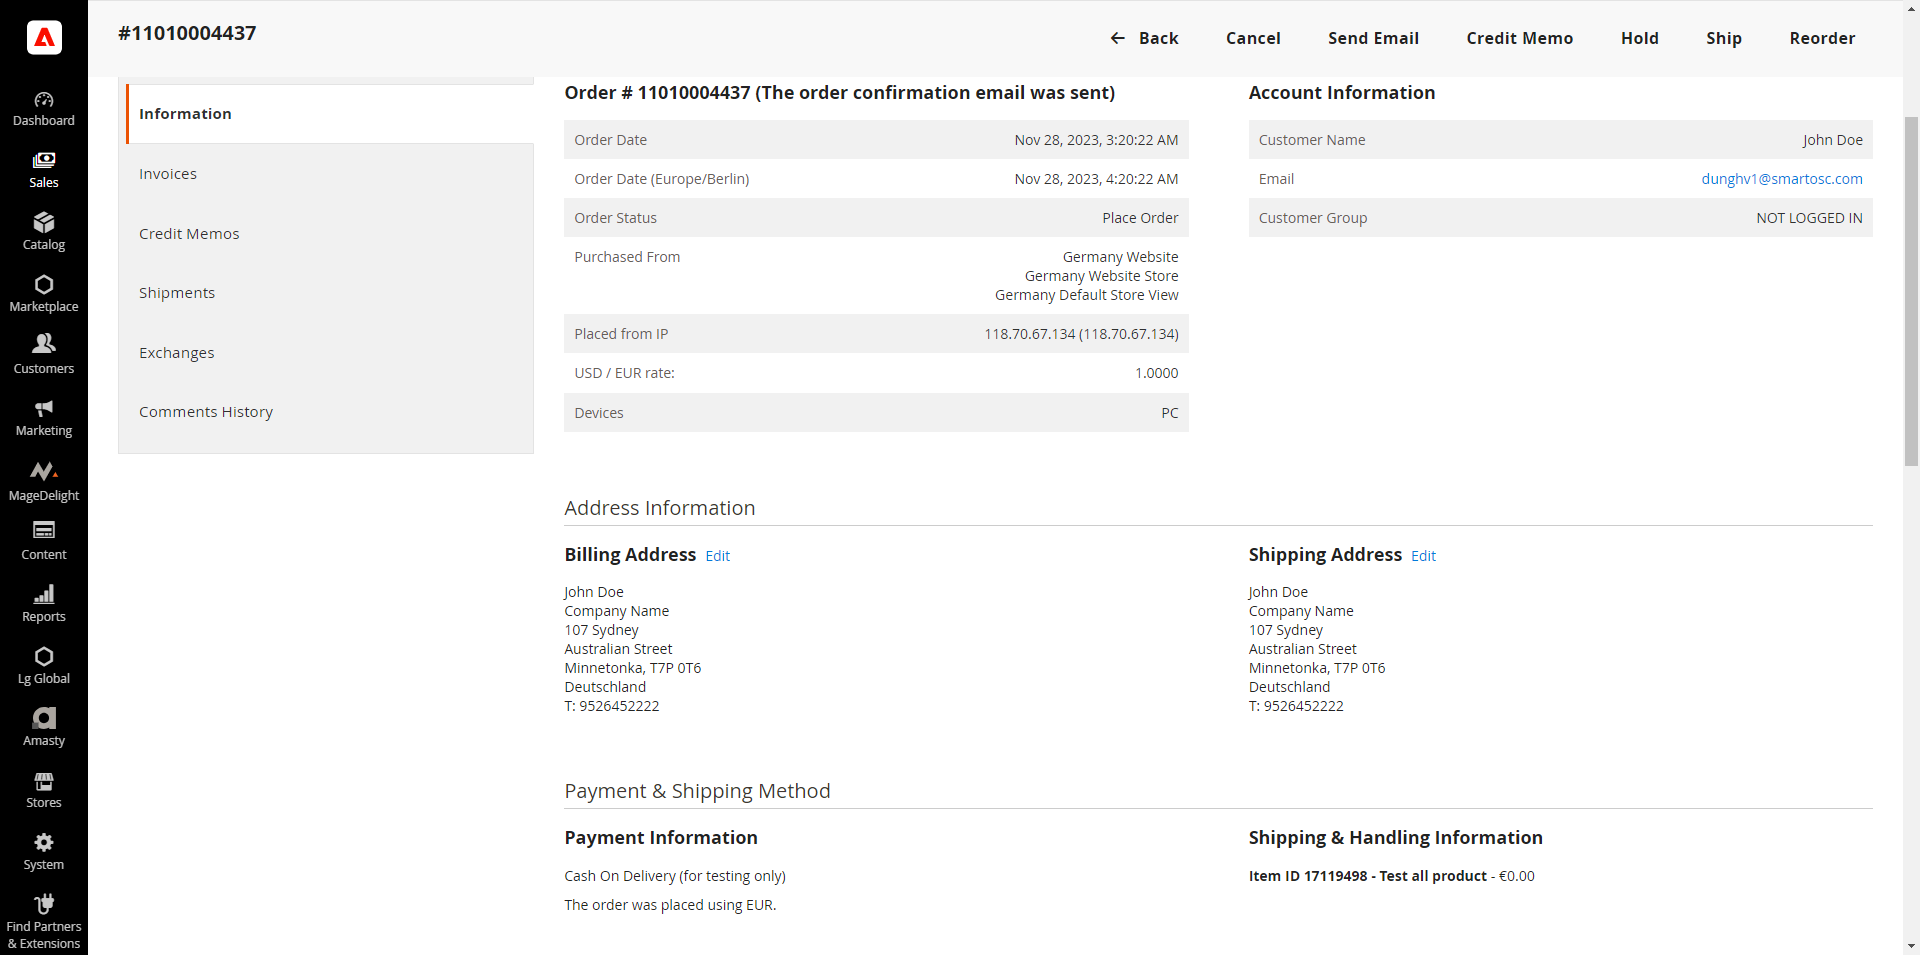 #11010004437
Back
Cancel
Send Email
Credit Memo
Hold
Ship
Reorder
Dashboard
Sales
Catalog
Marketplace
Customers
Marketing
MageDelight
Content
Reports
Lg Global
Amasty
Stores
System
Find Partners
& Extensions
Information
Invoices
Credit Memos
Shipments
Exchanges
Comments History
Order # 11010004437 (The order confirmation email was sent)
Order Date Nov 28, 2023, 3:20:22 AM
Order Date (Europe/Berlin) Nov 28, 2023, 4:20:22 AM
Order Status Place Order
Purchased From Germany Website
Germany Website Store
Germany Default Store View
Placed from IP 118.70.67.134 (118.70.67.134)
USD / EUR rate: 1.0000
Devices PC
Account Information
Customer Name John Doe
Email dunghv1@smartosc.com
Customer Group NOT LOGGED IN
Address Information
Billing Address Edit
John Doe
Company Name
107 Sydney
Australian Street
Minnetonka, T7P 0T6
Deutschland
T: 9526452222
Shipping Address Edit
John Doe
Company Name
107 Sydney
Australian Street
Minnetonka, T7P 0T6
Deutschland
T: 9526452222
Payment & Shipping Method
Payment Information
Cash On Delivery (for testing only)
The order was placed using EUR.
Shipping & Handling Information
Item ID 17119498 - Test all product - €0.00